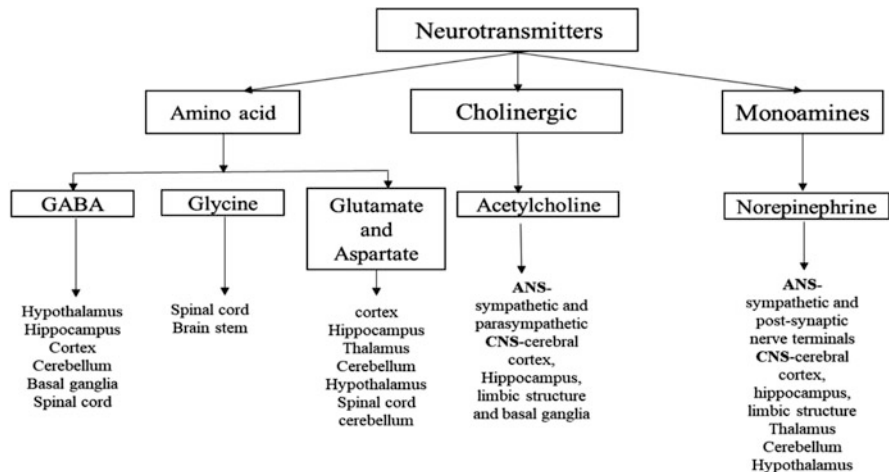 Neurotransmitters
Amino acid
Cholinergic
Monoamines
GABA
Glycine
Glutamate
and
Aspartate
Acetylcholine
Norepinephrine
Hypothalamus
Hippocampus
Cortex
Cerebellum
Basal ganglia
Spinal cord
Spinal cord
Brain stem
cortex
Hippocampus
Thalamus
Cerebellum
Hypothalamus
Spinal cord
cerebellum
ANS-
sympathetic and
parasympathetic
CNS-cerebral
cortex,
Hippocampus,
limbic structure
and basal ganglia
ANS-
sympathetic and
post-synaptic
nerve terminals
CNS-cerebral
cortex,
hippocampus,
limbic structure
Thalamus
Cerebellum
Hypothalamus